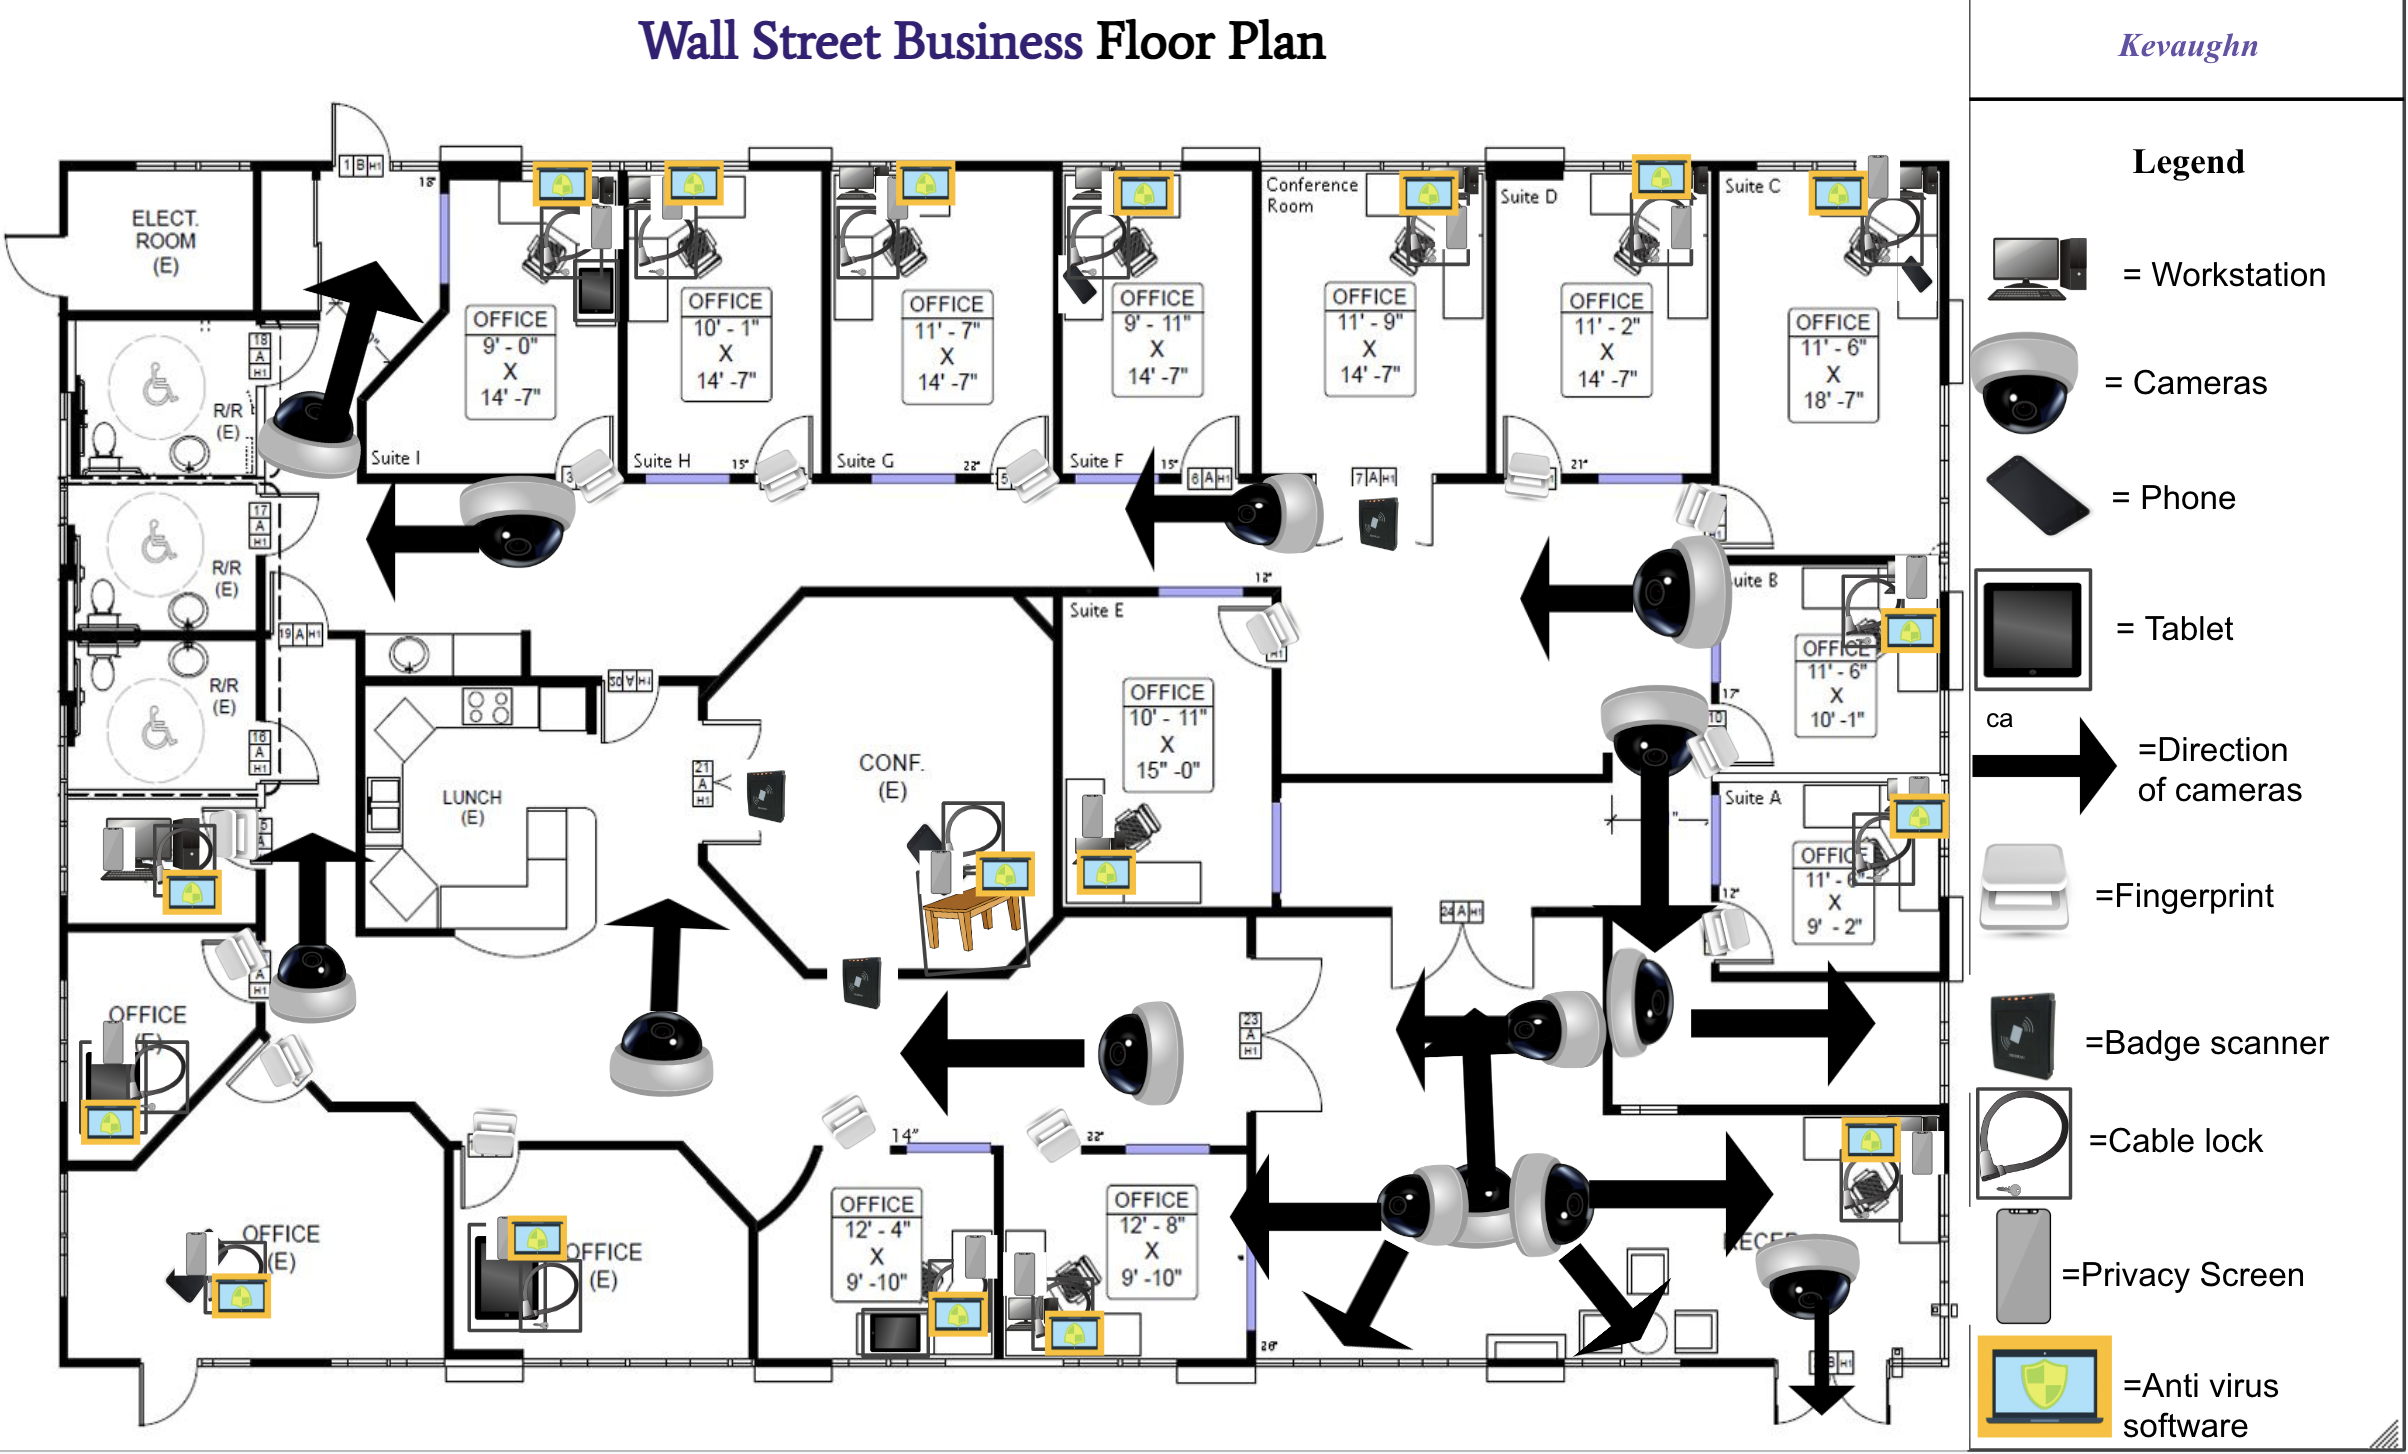 Wall Street Business Floor Plan
Kevaughn
Legend
= Workstation
= Cameras
= Phone
= Tablet
ca
=Direction
of cameras
=Fingerprint
=Badge scanner
=Cable lock
=Privacy Screen
=Anti virus
software
1 B H1
18"
ELECT.
ROOM
(E)
Conference
Room
Suite D
Suite C
OFFICE
9' - 0"
X
14' -7"
OFFICE
10' - 1"
X
14' -7"
OFFICE
11' - 7"
X
14' -7"
OFFICE
9' - 11"
X
14' -7"
OFFICE
11' - 9"
X
14' -7"
OFFICE
11' - 2"
X
14' -7"
OFFICE
11' - 6"
X
18' -7"
18
A
H1
R/R
(E)
Suite I
Suite H
15"
Suite G
22"
Suite F
15"
21"
3
5
6 A H1
7 A H1
17
A
H1
R/R
(E)
19 A H1
12"
Suite E
H1
H1
uite B
OFFICE
11' - 6"
X
10' -1"
17"
10
R/R
(E)
16
A
H1
20 A H1
21
A
H1
LUNCH
(E)
CONF.
(E)
OFFICE
10' - 11"
X
15" -0"
Suite A
OFFICE
11' - 6"
X
9' - 2"
12"
5
A
A
H1
24 A H1
23
A
H1
OFFICE
(E)
14"
22"
OFFICE
(E)
OFFICE
(E)
OFFICE
12' - 4"
X
9' -10"
OFFICE
12' - 8"
X
9' -10"
26"
RECEP
B H1